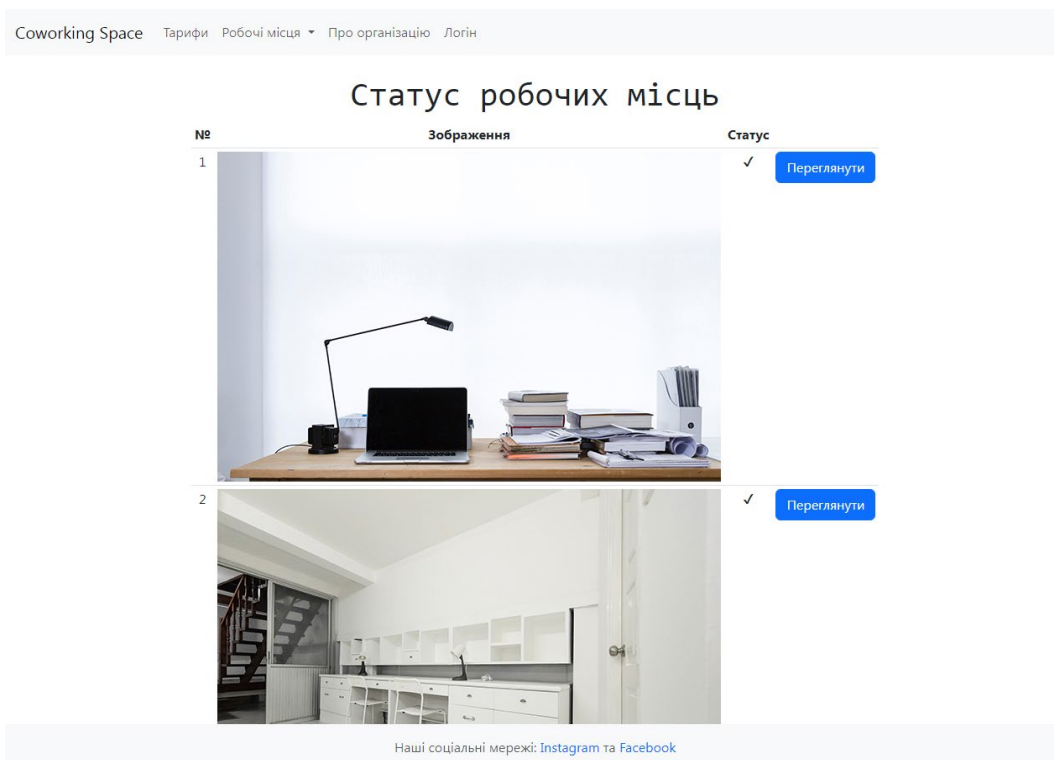 Coworking Space Тарифи Робочі місця Про організацію Логін
Статус робочих місць
№ Зображення Статус
1 ✓ Переглянути
2 ✓ Переглянути
Наші соціальні мережі: Instagram та Facebook